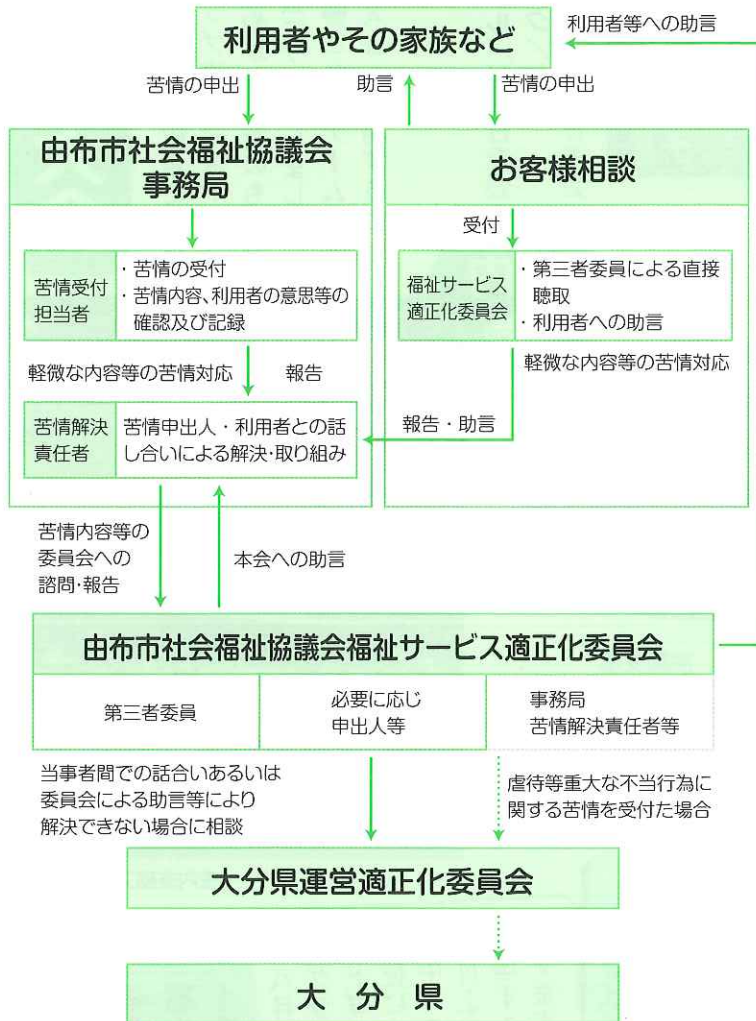 利用者やその家族など
利用者等への助言
苦情の申出
助言
苦情の申出
由布市社会福祉協議会
事務局
お客様相談
受付
苦情受付
担当者
・苦情の受付
・苦情内容、利用者の意思等の
確認及び記録
福祉サービス
適正化委員会
・第三者委員による直接
聴取
・利用者への助言
軽微な内容等の苦情対応
報告
軽微な内容等の苦情対応
苦情解決
責任者
苦情申出人・利用者との話
し合いによる解決・取り組み
報告・助言
苦情内容等の
委員会への
諮問・報告
本会への助言
由布市社会福祉協議会福祉サービス適正化委員会
第三者委員
必要に応じ
申出人等
事務局
苦情解決責任者等
当事者間での話合いあるいは
委員会による助言等により
解決できない場合に相談
虐待等重大な不当行為に
関する苦情を受付た場合
大分県運営適正化委員会
大分県